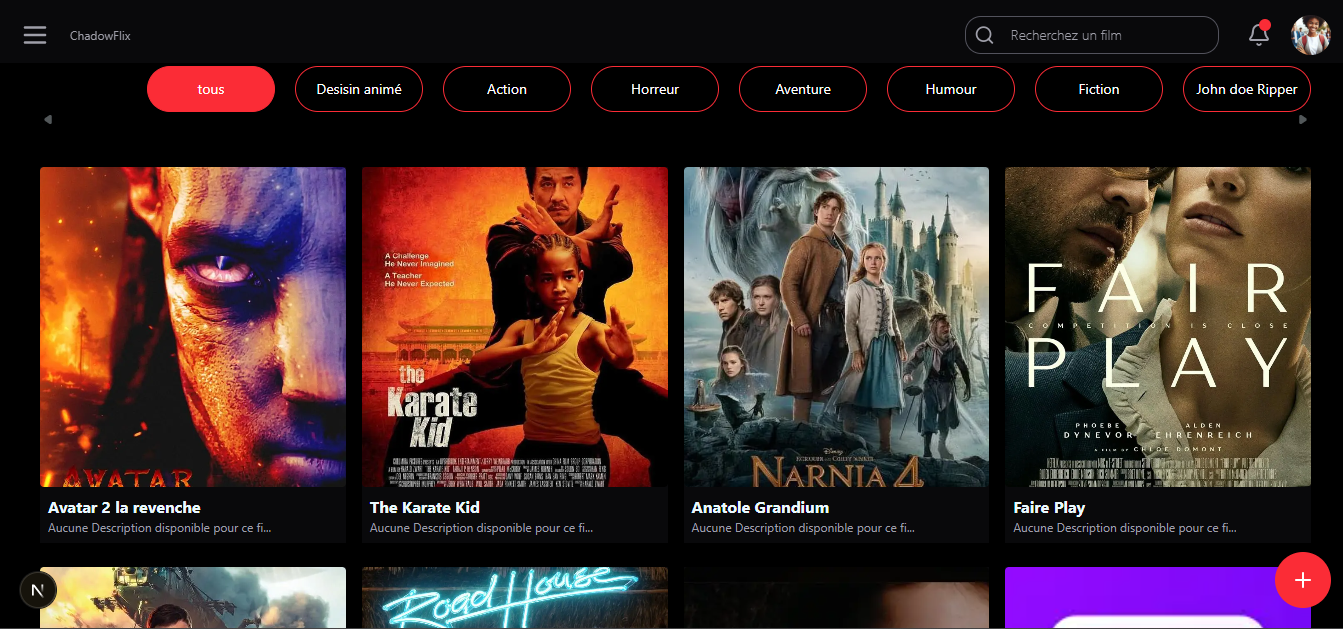 ChadowFlix
Recherchez un film
tous
Desisin animé
Action
Horreur
Aventure
Humour
Fiction
John doe Ripper
AVATAR
A Challenge
He Never Imagined.
A Teacher
He Never Expected.
the
Karate
Kid
Disney
NARNIA 4
FAIR
COMPETITION IS CLOSE
PLAY
PHOEBE
DYNEVOR
ALDEN
EHRENREICH
A FILM BY CHLOE DOMONT
Avatar 2 la revenche
Aucune Description disponible pour ce fi...
The Karate Kid
Aucune Description disponible pour ce fi...
Anatole Grandium
Aucune Description disponible pour ce fi...
Faire Play
Aucune Description disponible pour ce fi...
N
Road House
+